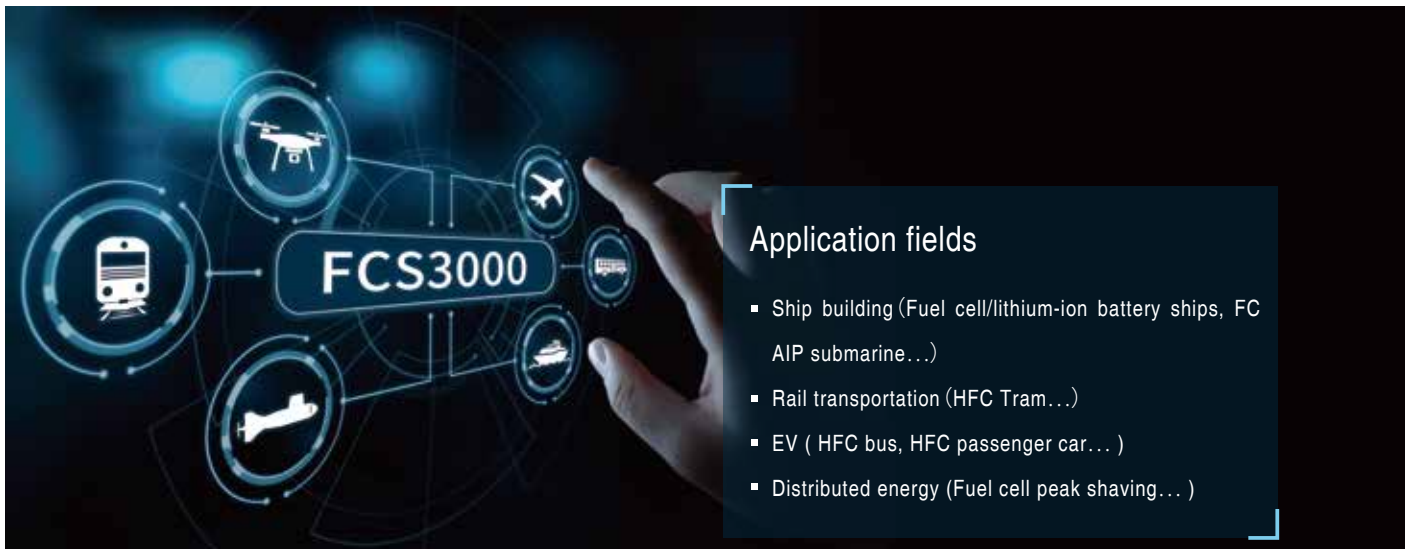 FCS3000
Application fields
▪ Ship building（Fuel cell/lithium-ion battery ships, FC
AIP submarine...）
▪ Rail transportation（HFC Tram...）
▪ EV ( HFC bus, HFC passenger car... )
▪ Distributed energy (Fuel cell peak shaving... )